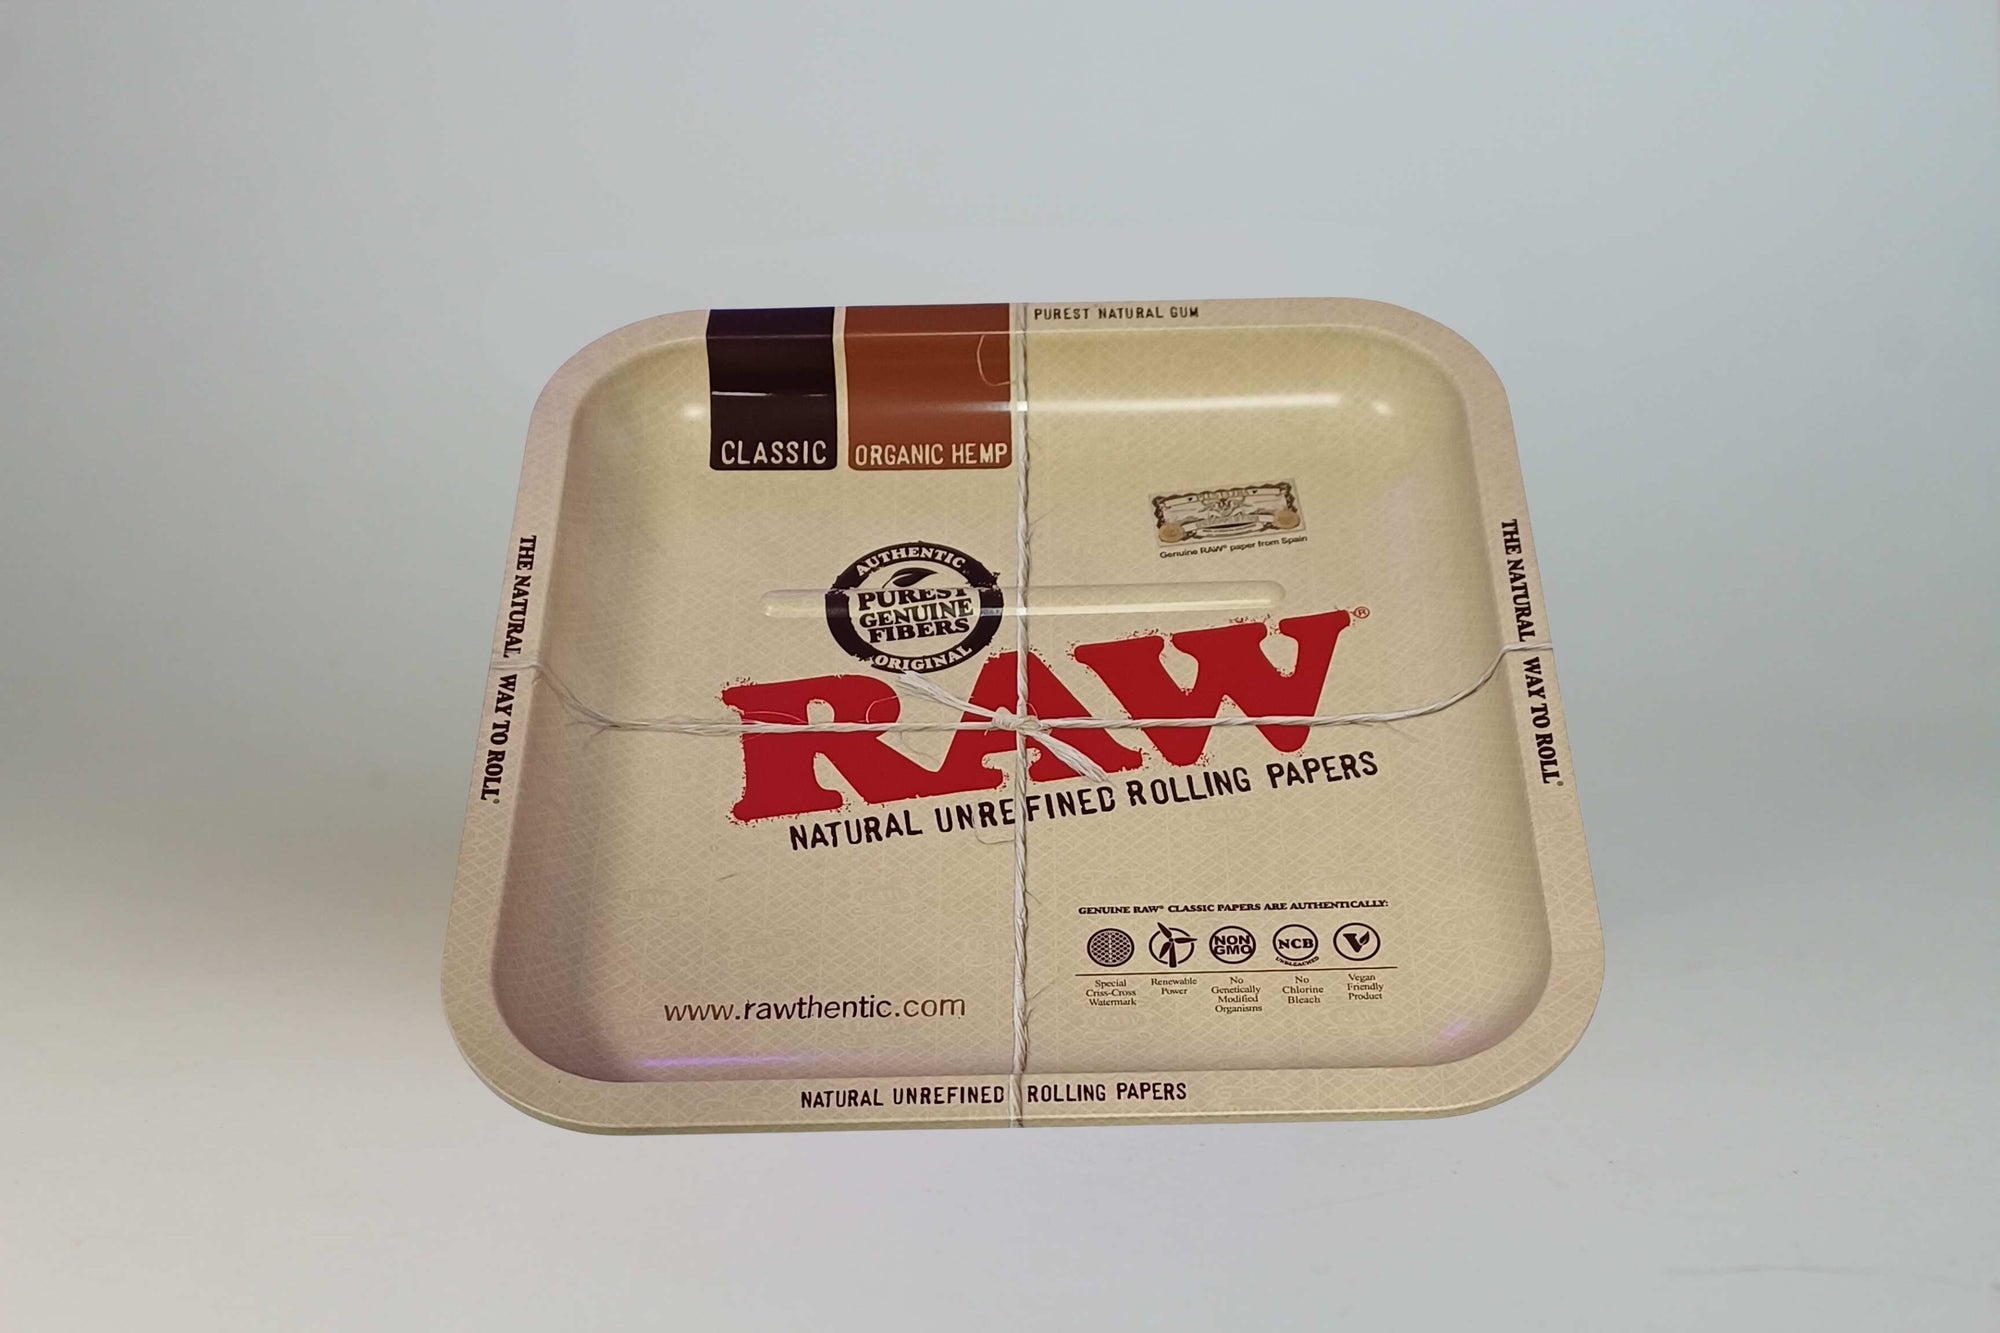 PUREST NATURAL GUM
CLASSIC
ORGANIC HEMP
Genuine RAW® paper from Spain
AUTHENTIC
PUREST
GENUINE
FIBERS
ORIGINAL
RAW®
NATURAL UNREFINED ROLLING PAPERS
THE NATURAL WAY TO ROLL®
THE NATURAL WAY TO ROLL®
GENUINE RAW® CLASSIC PAPERS ARE AUTHENTICALLY:
NON
GMO
NCB
UNBLEACHED
V
Special
Criss-Cross
Watermark
Renewable
Power
No
Genetically
Modified
Organisms
No
Chlorine
Bleach
Vegan
Friendly
Product
www.rawthentic.com
NATURAL UNREFINED ROLLING PAPERS